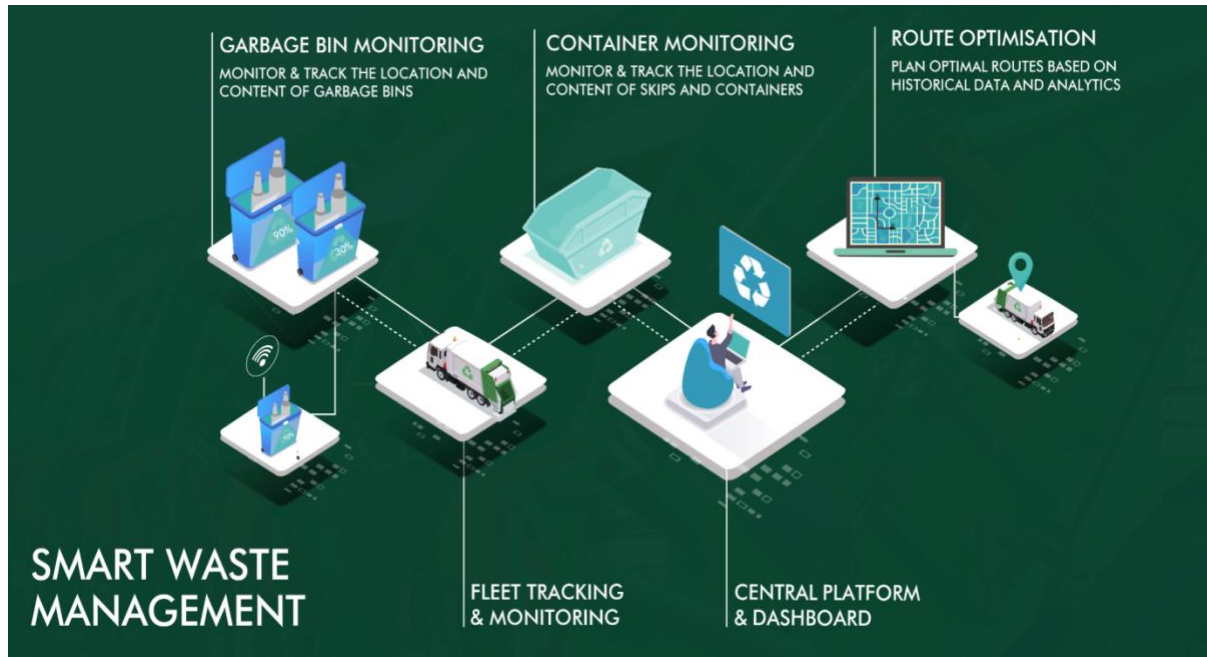 GARBAGE BIN MONITORING
MONITOR & TRACK THE LOCATION AND
CONTENT OF GARBAGE BINS
CONTAINER MONITORING
MONITOR & TRACK THE LOCATION AND
CONTENT OF SKIPS AND CONTAINERS
ROUTE OPTIMISATION
PLAN OPTIMAL ROUTES BASED ON
HISTORICAL DATA AND ANALYTICS
90%
30%
SMART WASTE
MANAGEMENT
FLEET TRACKING
& MONITORING
CENTRAL PLATFORM
& DASHBOARD